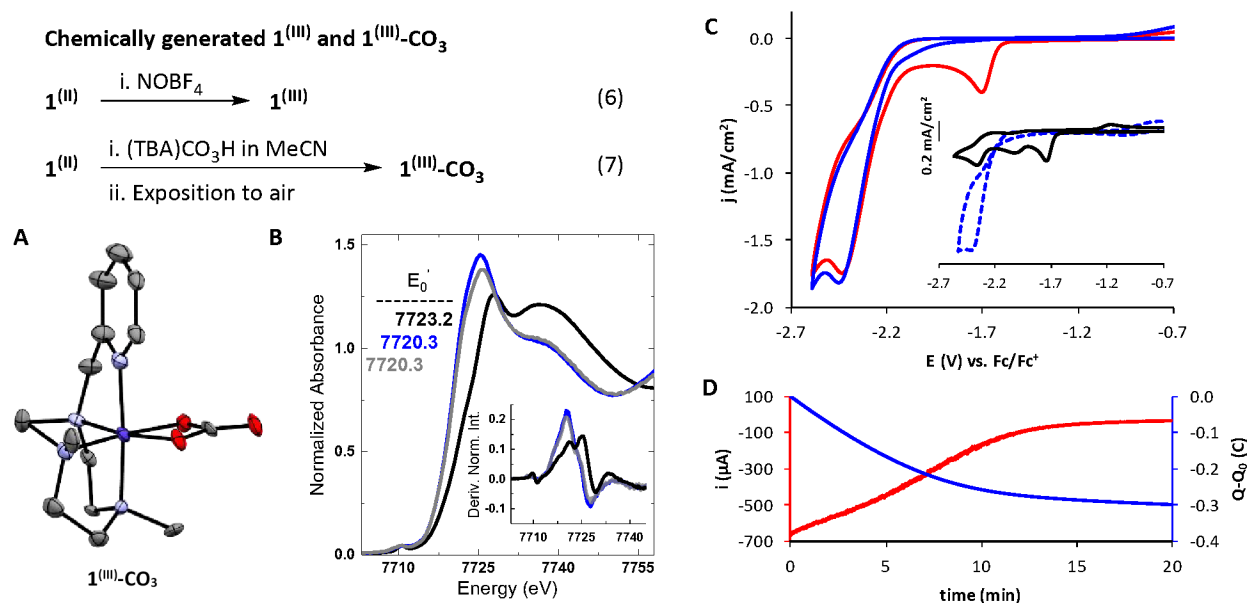 Chemically generated 1(III) and 1(III)-CO3
i. NOBF4
1(II) 1(III) (6)
i. (TBA)CO3H in MeCN
1(II) 1(III)-CO3 (7)
ii. Exposition to air
A
1(III)-CO3
B
1.5
1.0
0.5
0.0
Normalized Absorbance
E0'
7723.2
7720.3
7720.3
0.2
0.1
0.0
-0.1
Deriv. Norm. Int.
7710 7725 7740
7710 7725 7740 7755
Energy (eV)
C
0.0
-0.5
-1.0
-1.5
-2.0
j (mA/cm2)
0.2 mA/cm2
-2.7 -2.2 -1.7 -1.2 -0.7
-2.7 -2.2 -1.7 -1.2 -0.7
E (V) vs. Fc/Fc+
D
100
-100
-300
-500
-700
i (µA)
0.0
-0.1
-0.2
-0.3
-0.4
Q-Q0 (C)
0 5 10 15 20
time (min)